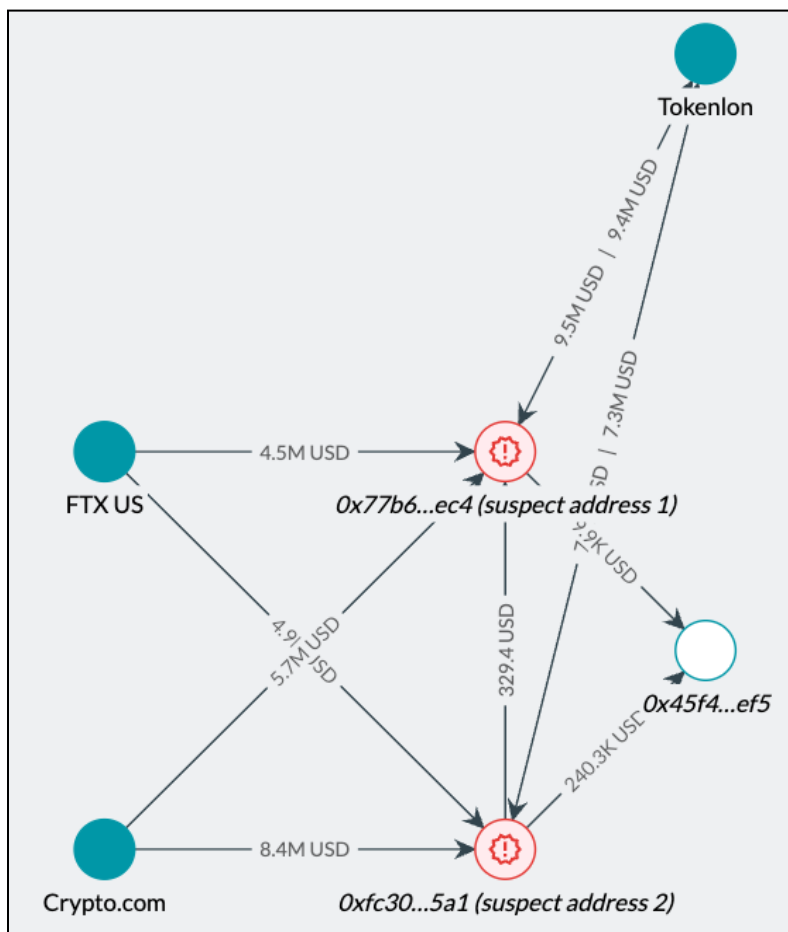 Tokenlon
9.5M USD | 9.4M USD
| 7.3M USD
4.5M USD
FTX US
0x77b6...ec4 (suspect address 1)
USD
5.7M USD
329.4 USD
0x45f4...ef5
240.3K USD
8.4M USD
Crypto.com
0xfc30...5a1 (suspect address 2)